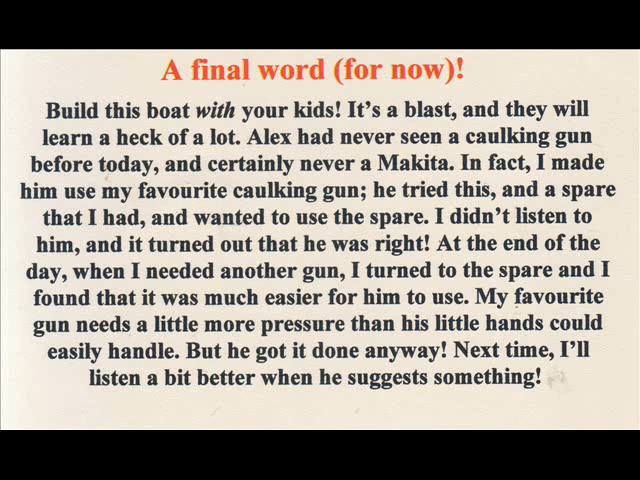 A final word (for now)!
Build this boat with your kids! It's a blast, and they will
learn a heck of a lot. Alex had never seen a caulking gun
before today, and certainly never a Makita. In fact, I made
him use my favourite caulking gun; he tried this, and a spare
that I had, and wanted to use the spare. I didn't listen to
him, and it turned out that he was right! At the end of the
day, when I needed another gun, I turned to the spare and I
found that it was much easier for him to use. My favourite
gun needs a little more pressure than his little hands could
easily handle. But he got it done anyway! Next time, I'll
listen a bit better when he suggests something!